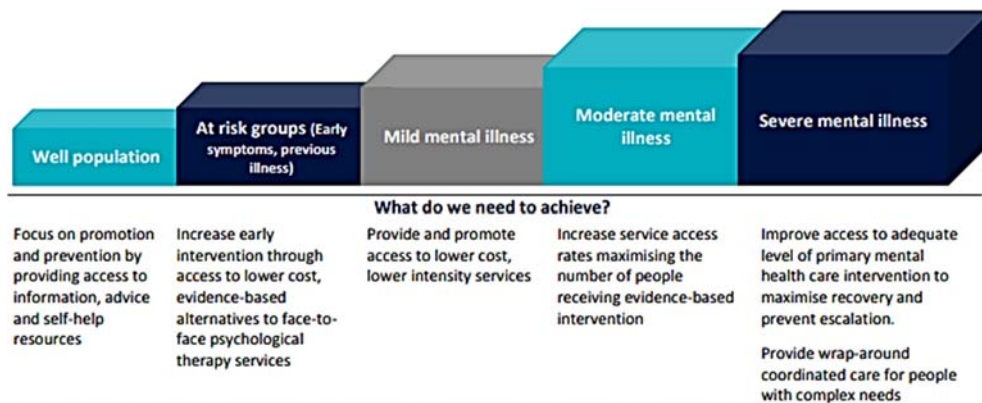 Well population
At risk groups (Early
symptoms, previous
illness)
Mild mental illness
Moderate mental
illness
Severe mental illness
What do we need to achieve?
Focus on promotion
and prevention by
providing access to
information, advice
and self-help
resources
Increase early
intervention through
access to lower cost,
evidence-based
alternatives to face-to-
face psychological
therapy services
Provide and promote
access to lower cost,
lower intensity services
Increase service access
rates maximising the
number of people
receiving evidence-based
intervention
Improve access to adequate
level of primary mental
health care intervention to
maximise recovery and
prevent escalation.
Provide wrap-around
coordinated care for people
with complex needs